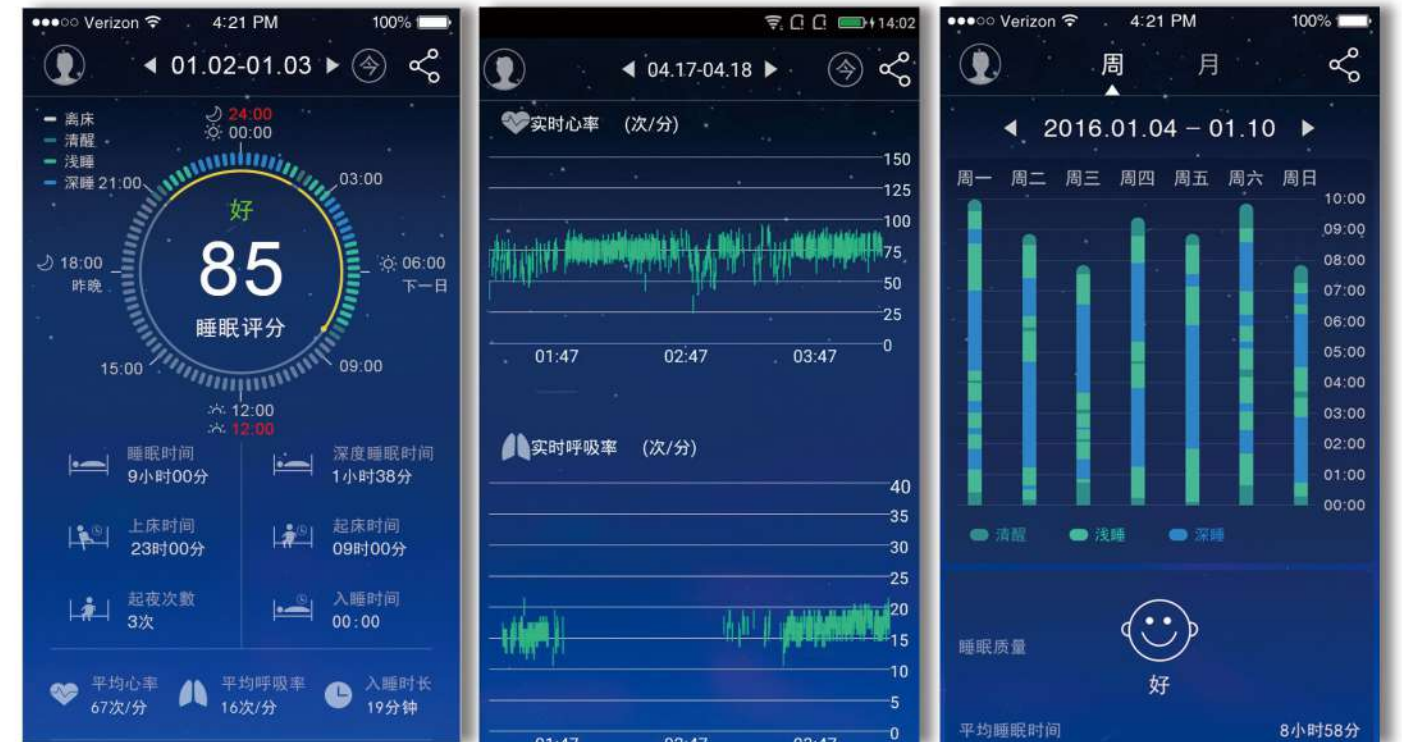 Verizon 4:21 PM 100%
01.02-01.03 今
离床
清醒
浅睡
深睡
24:00
00:00
21:00
03:00
好
85
睡眠评分
18:00
昨晚
06:00
下一日
15:00
09:00
12:00
12:00
睡眠时间
9小时00分
深度睡眠时间
1小时38分
上床时间
23时00分
起床时间
09时00分
起夜次數
3次
入睡时间
00:00
平均心率
67次/分
平均呼吸率
16次/分
入睡时长
19分钟
14:02
04.17-04.18 今
实时心率 (次/分)
150
125
100
75
50
25
0
01:47 02:47 03:47
实时呼吸率 (次/分)
40
35
30
25
20
15
10
5
0
01:47 02:47 03:47
Verizon 4:21 PM 100%
周 月
2016.01.04 – 01.10
周一 周二 周三 周四 周五 周六 周日
10:00
09:00
08:00
07:00
06:00
05:00
04:00
03:00
02:00
01:00
00:00
清醒 浅睡 深睡
睡眠质量
好
平均睡眠时间 8小时58分